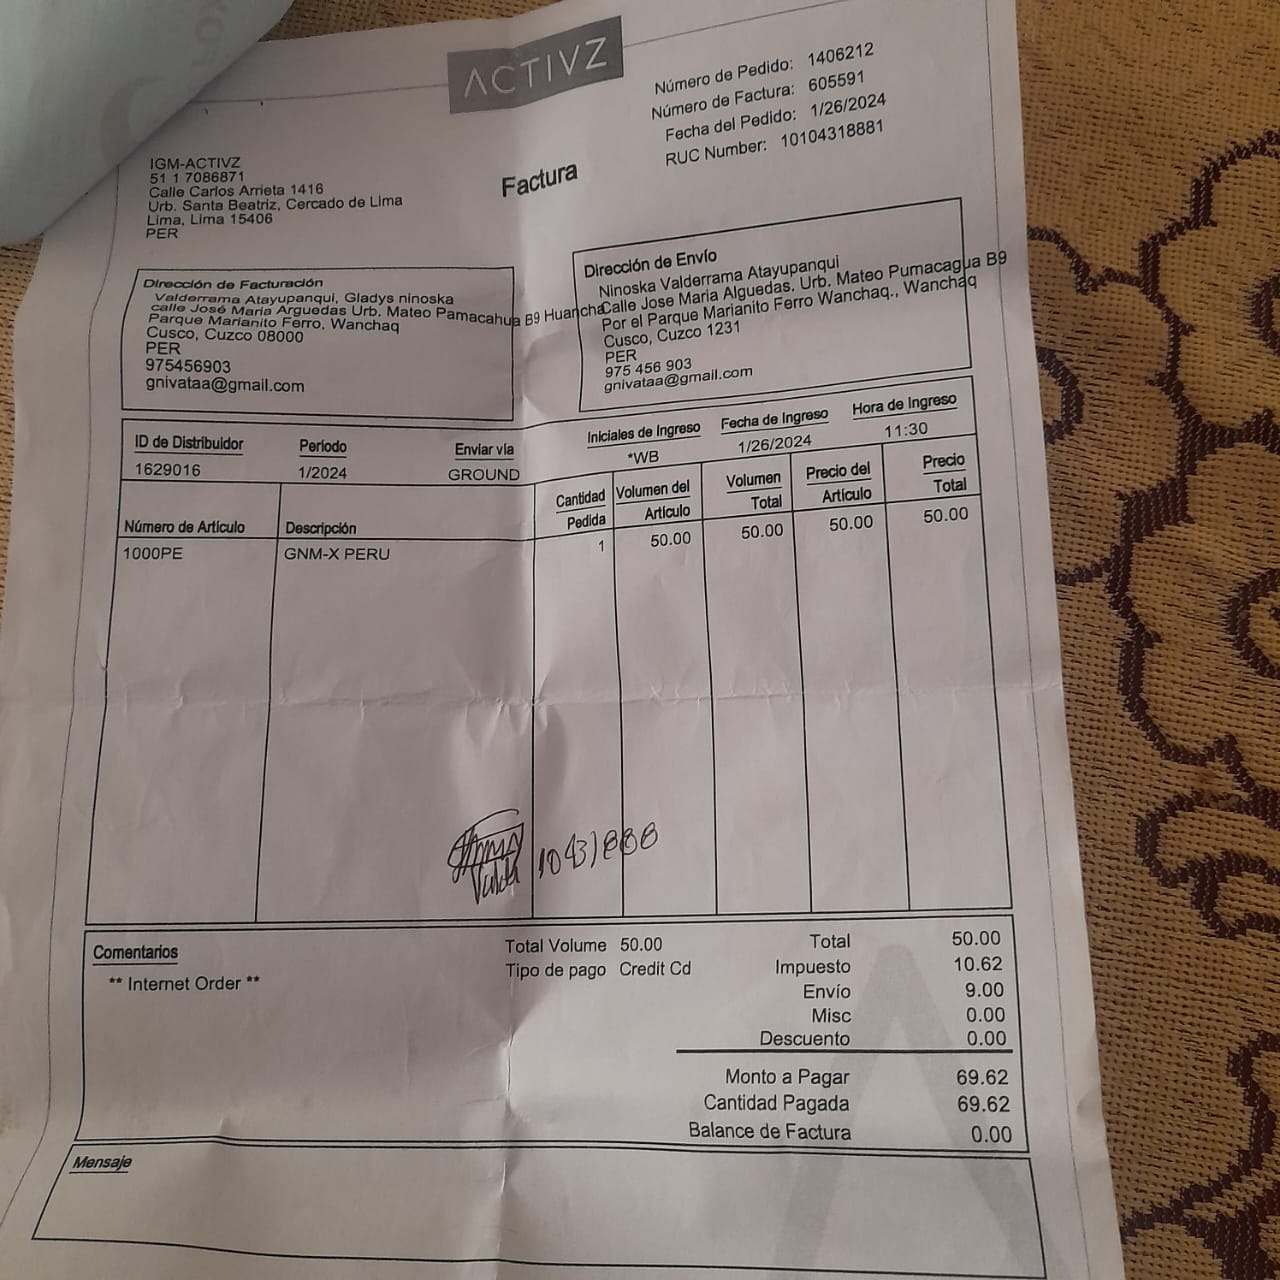 ACTIVZ
Número de Pedido: 1406212
Número de Factura: 605591
Fecha del Pedido: 1/26/2024
RUC Number: 10104318881
IGM-ACTIVZ
51 1 7086871
Calle Carlos Arrieta 1416
Urb. Santa Beatriz, Cercado de Lima
Lima, Lima 15406
PER
Factura
Dirección de Facturación
Valderrama Atayupanqui, Gladys ninoska
calle José Maria Arguedas Urb. Mateo Pamacahua B9 Huancha
Parque Marianito Ferro, Wanchaq
Cusco, Cuzco 08000
PER
975456903
gnivataa@gmail.com
Dirección de Envío
Ninoska Valderrama Atayupanqui
Calle Jose Maria Alguedas. Urb. Mateo Pumacagua B9
Por el Parque Marianito Ferro Wanchaq., Wanchaq
Cusco, Cuzco 1231
PER
975 456 903
gnivataa@gmail.com
ID de Distribuidor Período Enviar vía Iniciales de Ingreso Fecha de Ingreso Hora de Ingreso
1629016 1/2024 GROUND *WB 1/26/2024 11:30
Número de Artículo Descripción Cantidad Pedida Volumen del Artículo Volumen Total Precio del Artículo Precio Total
1000PE GNM-X PERU 1 50.00 50.00 50.00 50.00
Comentarios
** Internet Order **
Total Volume 50.00
Tipo de pago Credit Cd
Total 50.00
Impuesto 10.62
Envío 9.00
Misc 0.00
Descuento 0.00
Monto a Pagar 69.62
Cantidad Pagada 69.62
Balance de Factura 0.00
Mensaje